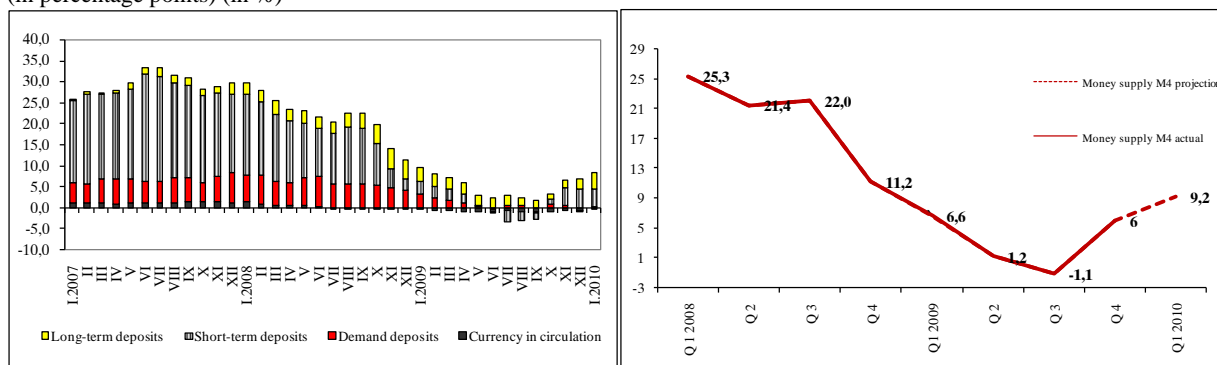 (in percentage points) (in %)
40,0
35,0
30,0
25,0
20,0
15,0
10,0
5,0
0,0
-5,0
-10,0
I.2007
II
III
IV
V
VI
VII
VIII
IX
X
XI
XII
I.2008
II
III
IV
V
VI
VII
VIII
IX
X
XI
XII
I.2009
II
III
IV
V
VI
VII
VIII
IX
X
XI
XII
I.2010
Long-term deposits Short-term deposits Demand deposits Currency in circulation
29
25
21
17
13
9
5
1
-3
25,3
21,4
22,0
11,2
6,6
1,2
-1,1
6
9,2
Money supply M4 projection
Money supply M4 actual
Q1 2008
Q 2
Q 3
Q 4
Q1 2009
Q 2
Q 3
Q 4
Q1 2010